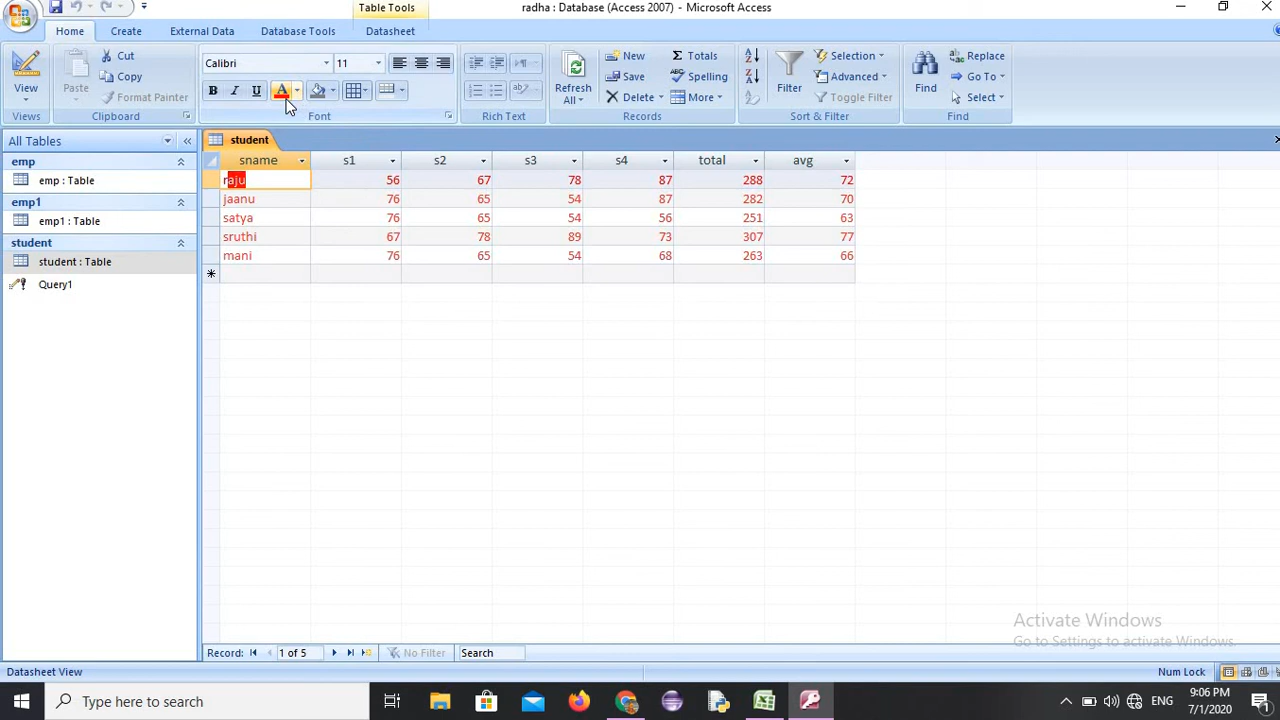 Table Tools
radha : Database (Access 2007) - Microsoft Access
Home Create External Data Database Tools Datasheet
View
Views
Paste
Cut
Copy
Format Painter
Clipboard
Calibri 11
B I U A
Font
Rich Text
Refresh All
New Totals
Save Spelling
Delete More
Records
Filter
Selection
Advanced
Toggle Filter
Sort & Filter
Find
Replace
Go To
Select
Find
All Tables
emp
emp : Table
emp1
emp1 : Table
student
student : Table
Query1
student
sname s1 s2 s3 s4 total avg
raju 56 67 78 87 288 72
jaanu 76 65 54 87 282 70
satya 76 65 54 56 251 63
sruthi 67 78 89 73 307 77
mani 76 65 54 68 263 66
*
Activate Windows
Go to Settings to activate Windows.
Record: 1 of 5 No Filter Search
Datasheet View Num Lock
Type here to search
ENG
9:06 PM
7/1/2020
1